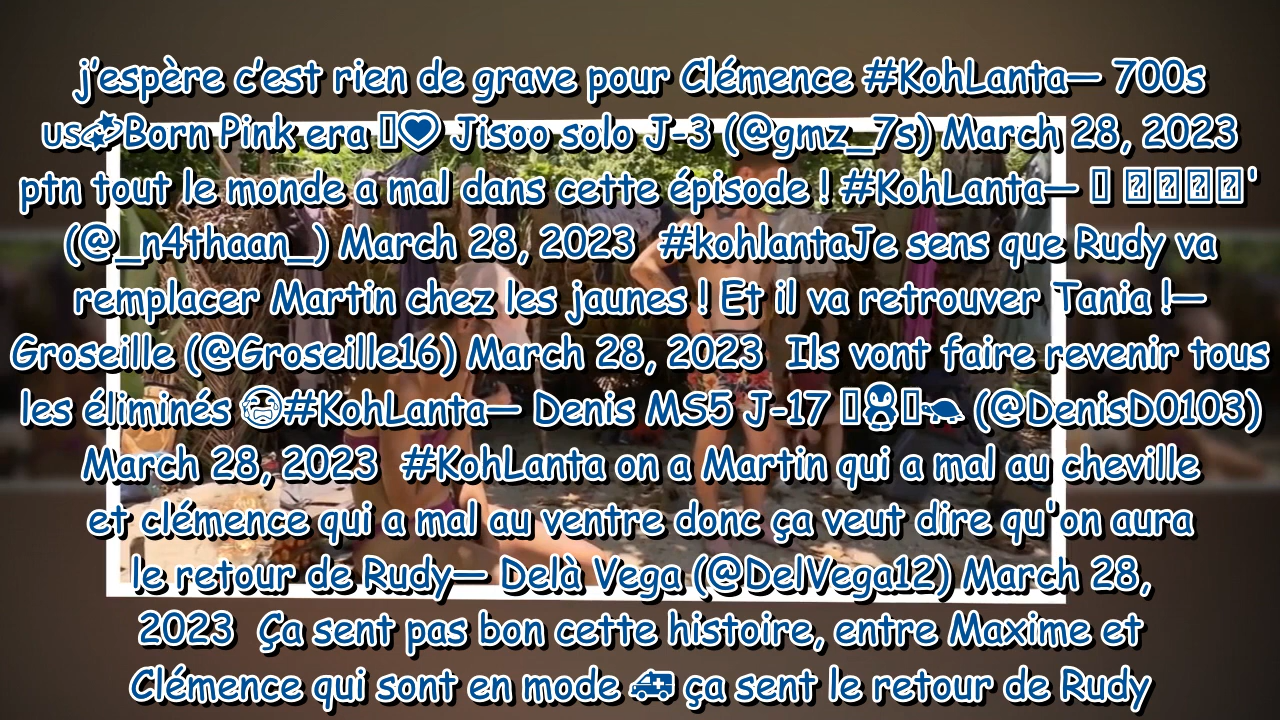 j'espère c'est rien de grave pour Clémence #KohLanta— 700s
us💫Born Pink era 💙 Jisoo solo J-3 (@gmz_7s) March 28, 2023
ptn tout le monde a mal dans cette épisode ! #KohLanta— '
(@_n4thaan_) March 28, 2023 #kohlantaJe sens que Rudy va
remplacer Martin chez les jaunes ! Et il va retrouver Tania !—
Groseille (@Groseille16) March 28, 2023 Ils vont faire revenir tous
les éliminés 😭#KohLanta— Denis MS5 J-17 🐧🐢 (@DenisD0103)
March 28, 2023 #KohLanta on a Martin qui a mal au cheville
et clémence qui a mal au ventre donc ça veut dire qu'on aura
le retour de Rudy— Delà Vega (@DelVega12) March 28,
2023 Ça sent pas bon cette histoire, entre Maxime et
Clémence qui sont en mode 🚑 ça sent le retour de Rudy